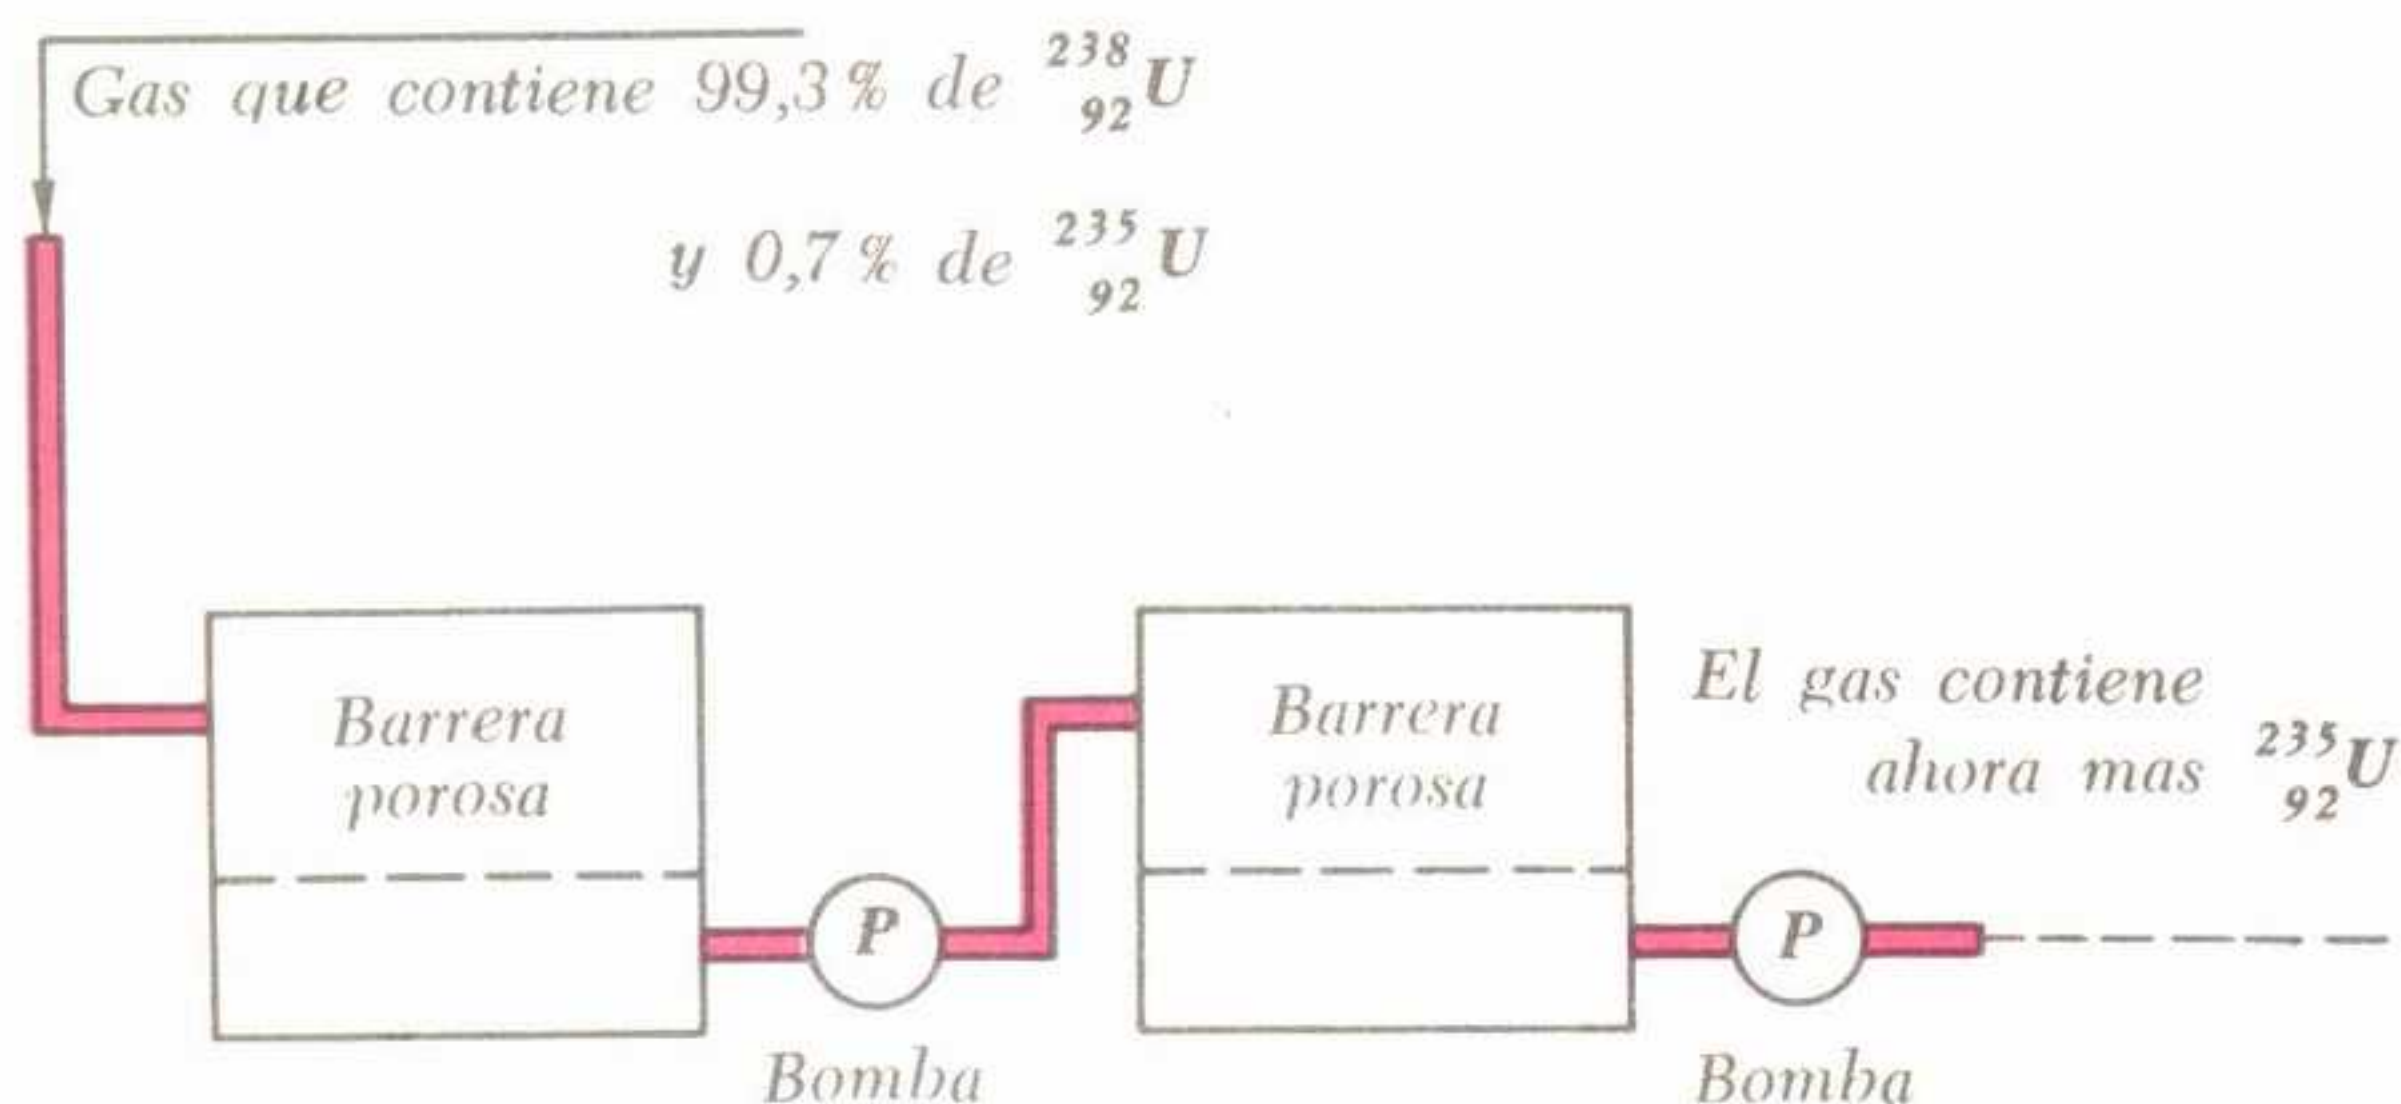 Gas que contiene 99,3 % de ²³⁸₉₂U
y 0,7 % de ²³⁵₉₂U
Barrera
porosa
Barrera
porosa
El gas contiene
ahora mas ²³⁵₉₂U
P
P
Bomba
Bomba